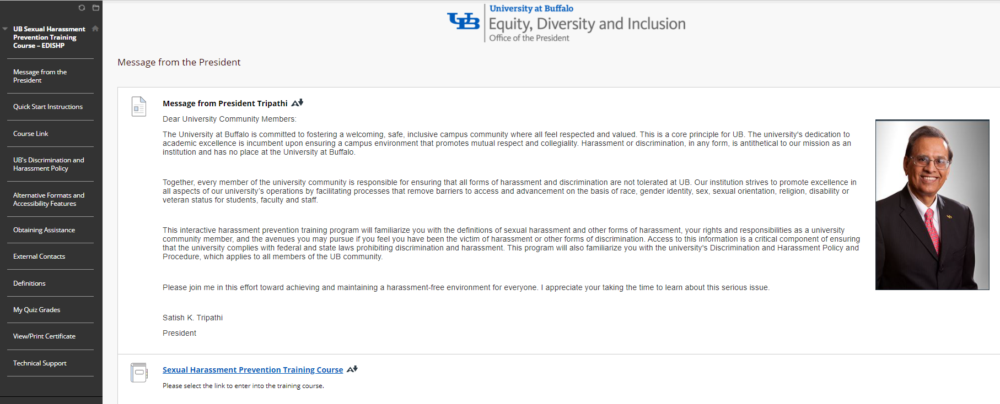 UB Sexual Harassment
Prevention Training
Course – EDISHP
Message from the
President
Quick Start Instructions
Course Link
UB's Discrimination and
Harassment Policy
Alternative Formats and
Accessibility Features
Obtaining Assistance
External Contacts
Definitions
My Quiz Grades
View/Print Certificate
Technical Support
UB
University at Buffalo
Equity, Diversity and Inclusion
Office of the President
Message from the President
Message from President Tripathi
Dear University Community Members:
The University at Buffalo is committed to fostering a welcoming, safe, inclusive campus community where all feel respected and valued. This is a core principle for UB. The university's dedication to
academic excellence is incumbent upon ensuring a campus environment that promotes mutual respect and collegiality. Harassment or discrimination, in any form, is antithetical to our mission as an
institution and has no place at the University at Buffalo.
Together, every member of the university community is responsible for ensuring that all forms of harassment and discrimination are not tolerated at UB. Our institution strives to promote excellence in
all aspects of our university's operations by facilitating processes that remove barriers to access and advancement on the basis of race, gender identity, sex, sexual orientation, religion, disability or
veteran status for students, faculty and staff.
This interactive harassment prevention training program will familiarize you with the definitions of sexual harassment and other forms of harassment, your rights and responsibilities as a university
community member, and the avenues you may pursue if you feel you have been the victim of harassment or other forms of discrimination. Access to this information is a critical component of ensuring
that the university complies with federal and state laws prohibiting discrimination and harassment. This program will also familiarize you with the university's Discrimination and Harassment Policy and
Procedure, which applies to all members of the UB community.
Please join me in this effort toward achieving and maintaining a harassment-free environment for everyone. I appreciate your taking the time to learn about this serious issue.
Satish K. Tripathi
President
Sexual Harassment Prevention Training Course
Please select the link to enter into the training course.